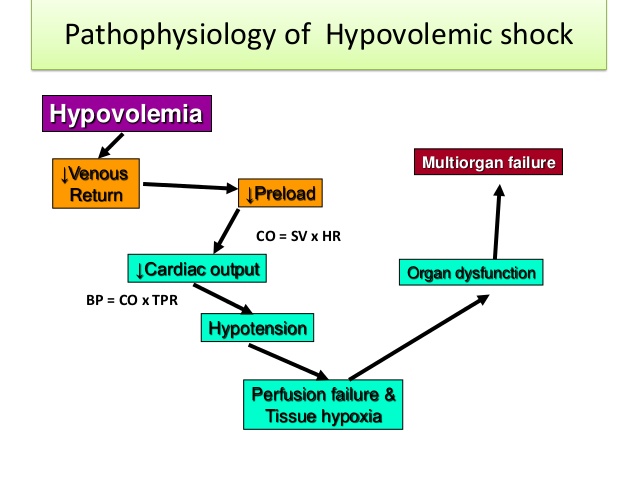 Pathophysiology of Hypovolemic shock
Hypovolemia
↓Venous
Return
↓Preload
CO = SV x HR
↓Cardiac output
BP = CO x TPR
Hypotension
Perfusion failure &
Tissue hypoxia
Organ dysfunction
Multiorgan failure